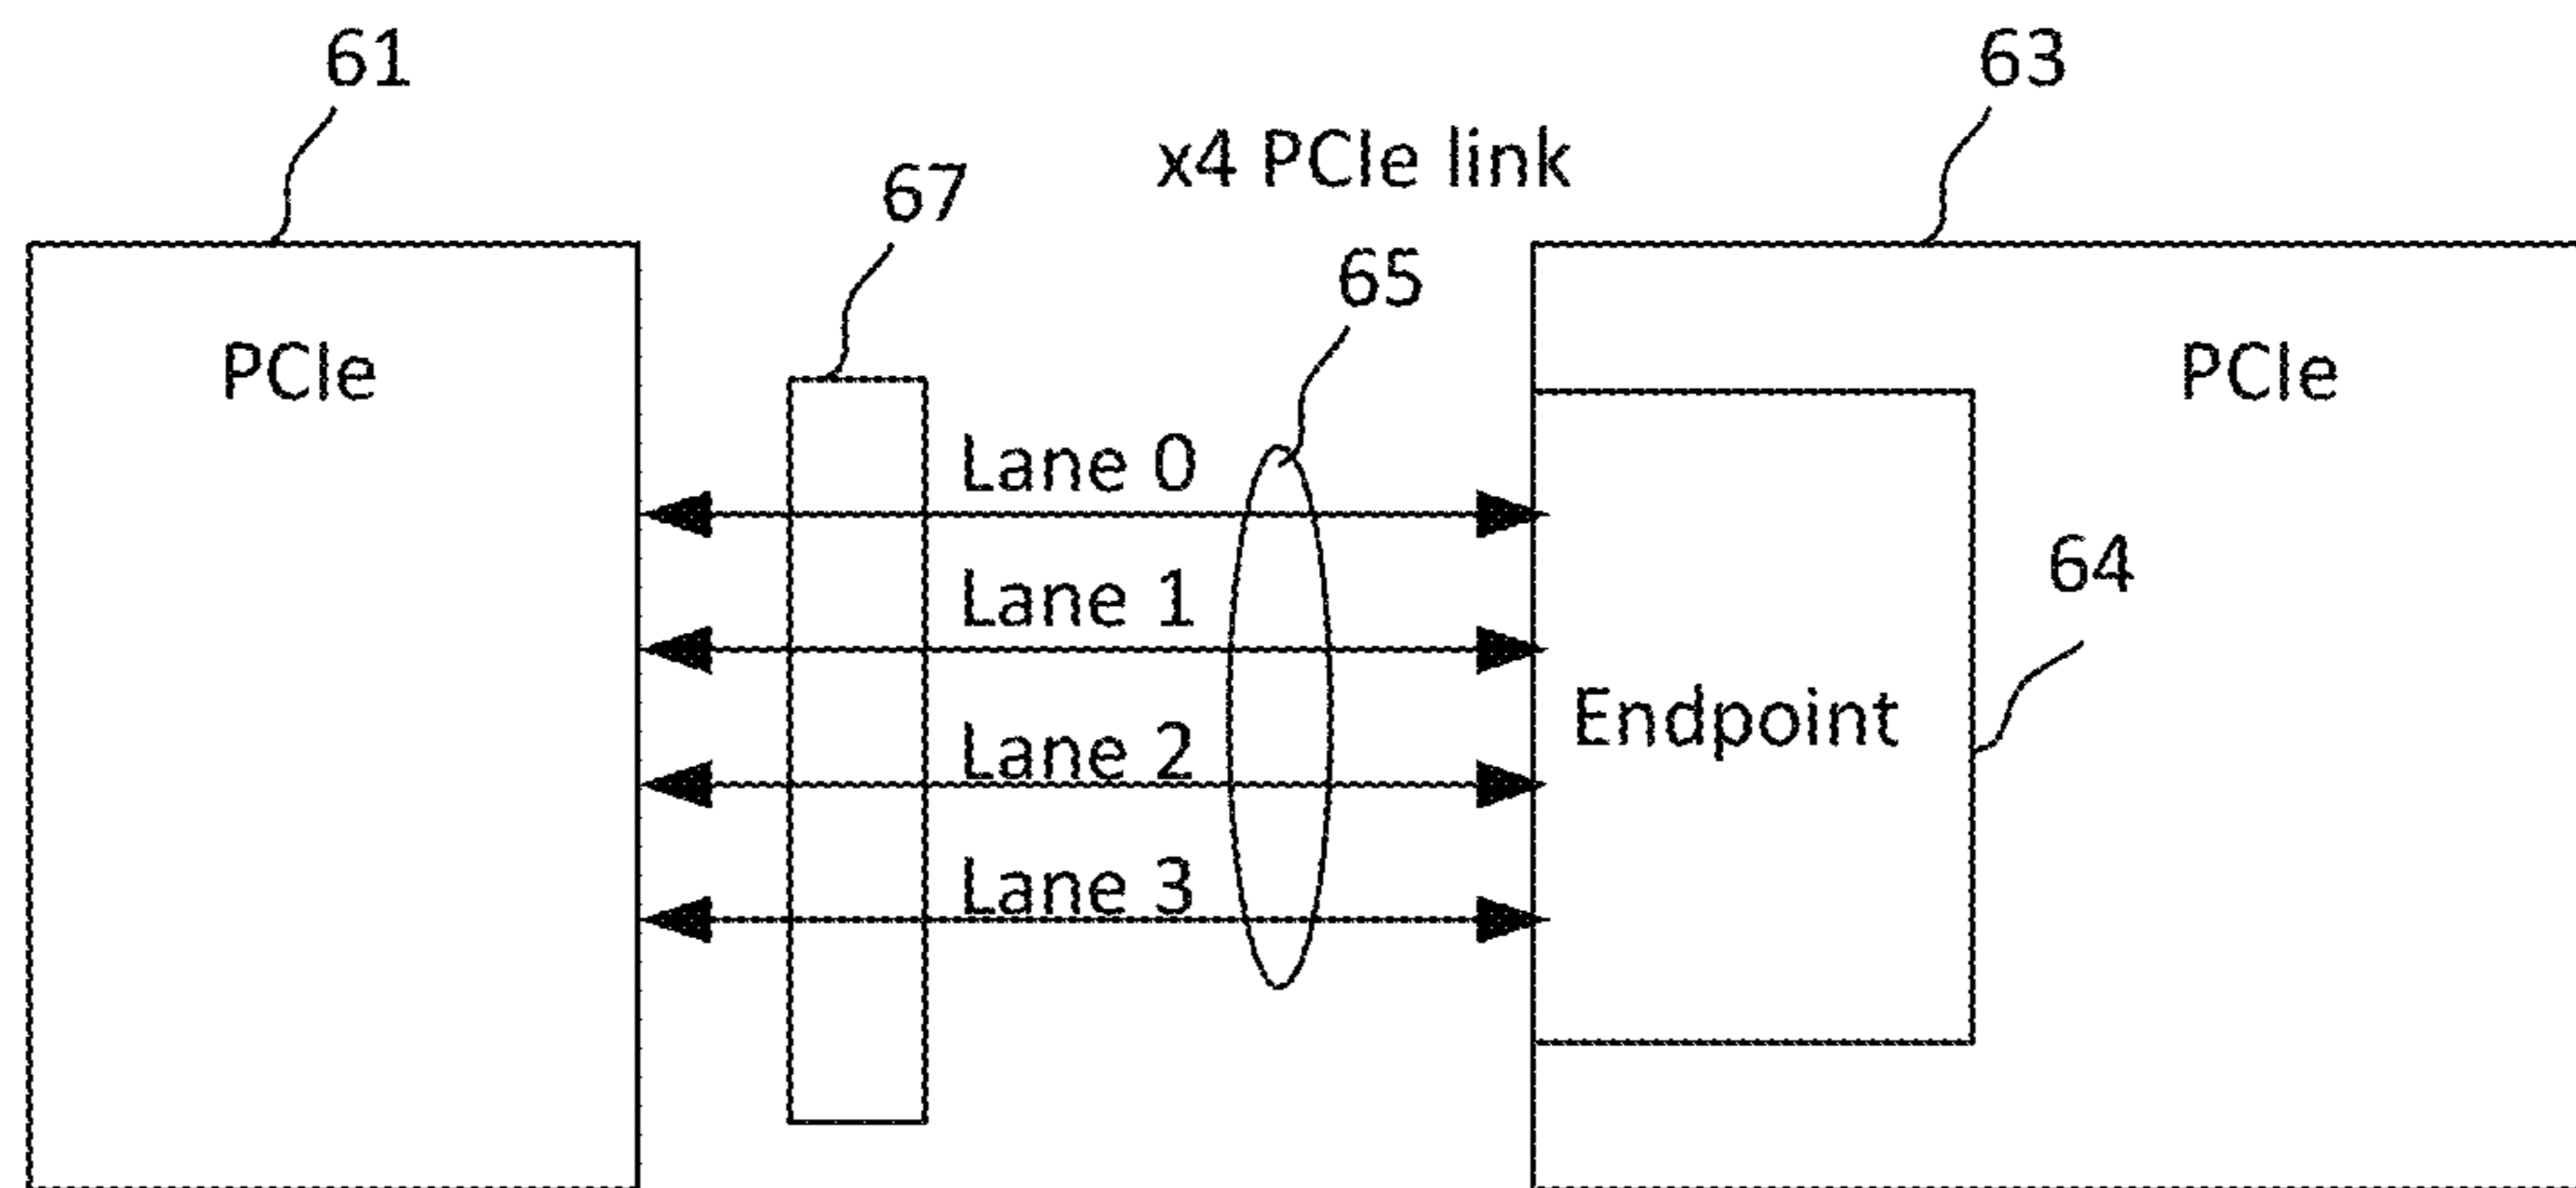 61
63
x4 PCIe link
67
65
PCIe
PCIe
Lane 0
Lane 1
64
Endpoint
Lane 2
Lane 3